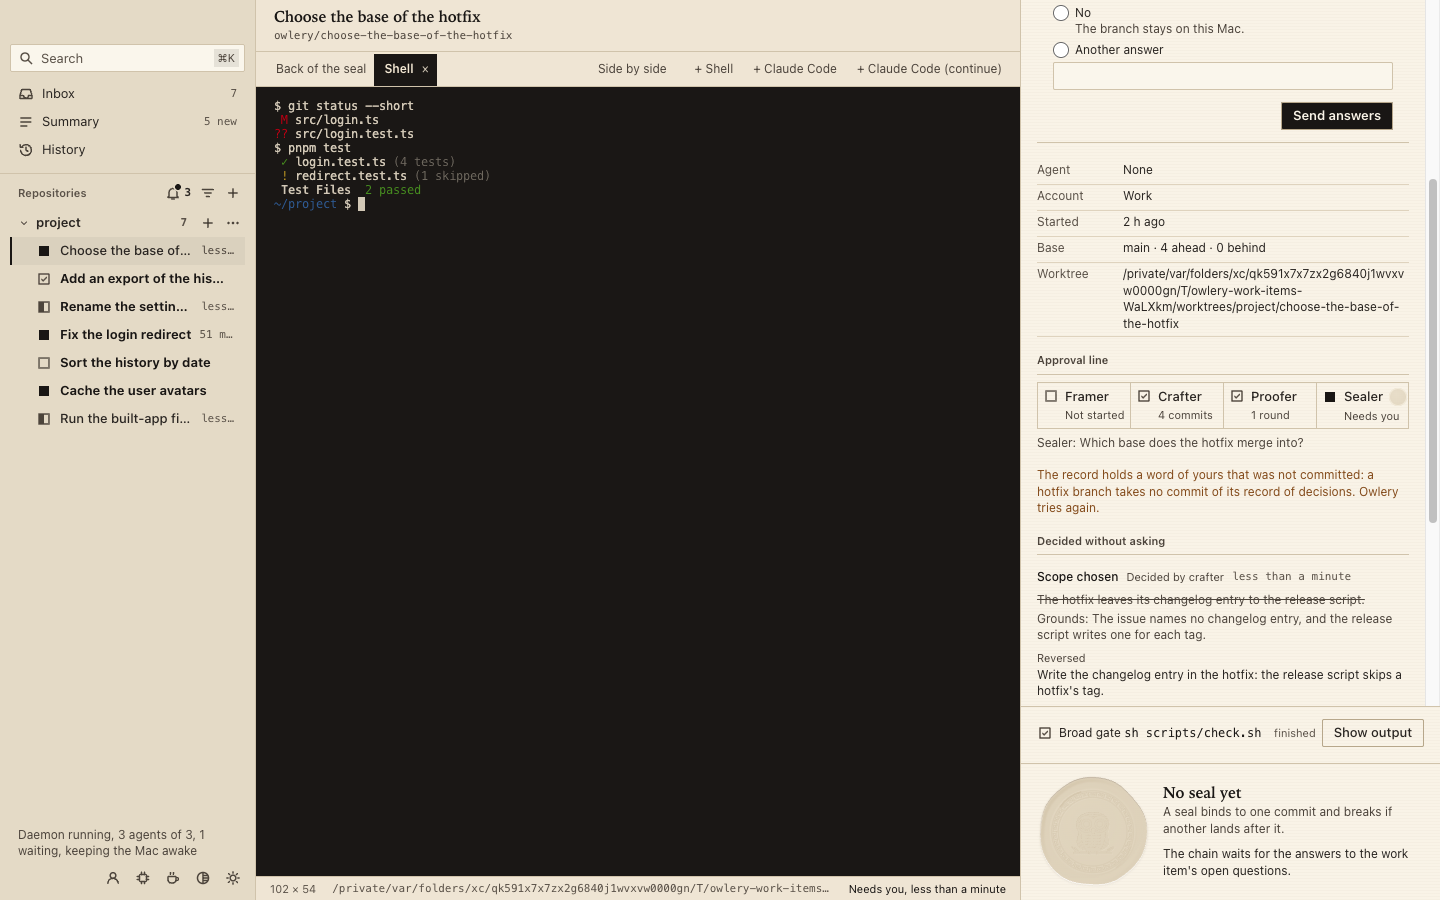 Search ⌘K
Inbox 7
Summary 5 new
History
Repositories 3
project 7
Choose the base of... less…
Add an export of the his...
Rename the settin... less…
Fix the login redirect 51 m…
Sort the history by date
Cache the user avatars
Run the built-app fi... less…
Daemon running, 3 agents of 3, 1
waiting, keeping the Mac awake
Choose the base of the hotfix
owlery/choose-the-base-of-the-hotfix
Back of the seal Shell × Side by side + Shell + Claude Code + Claude Code (continue)
$ git status --short
M src/login.ts
?? src/login.test.ts
$ pnpm test
✓ login.test.ts (4 tests)
! redirect.test.ts (1 skipped)
Test Files 2 passed
~/project $
102 × 54 /private/var/folders/xc/qk591x7x7zx2g6840j1wvxvw0000gn/T/owlery-work-items… Needs you, less than a minute
No
The branch stays on this Mac.
Another answer
Send answers
Agent None
Account Work
Started 2 h ago
Base main · 4 ahead · 0 behind
Worktree /private/var/folders/xc/qk591x7x7zx2g6840j1wvxv
w0000gn/T/owlery-work-items-
WaLXkm/worktrees/project/choose-the-base-of-
the-hotfix
Approval line
Framer Crafter Proofer Sealer
Not started 4 commits 1 round Needs you
Sealer: Which base does the hotfix merge into?
The record holds a word of yours that was not committed: a
hotfix branch takes no commit of its record of decisions. Owlery
tries again.
Decided without asking
Scope chosen Decided by crafter less than a minute
The hotfix leaves its changelog entry to the release script.
Grounds: The issue names no changelog entry, and the release
script writes one for each tag.
Reversed
Write the changelog entry in the hotfix: the release script skips a
hotfix's tag.
Broad gate sh scripts/check.sh finished Show output
No seal yet
A seal binds to one commit and breaks if
another lands after it.
The chain waits for the answers to the work
item's open questions.